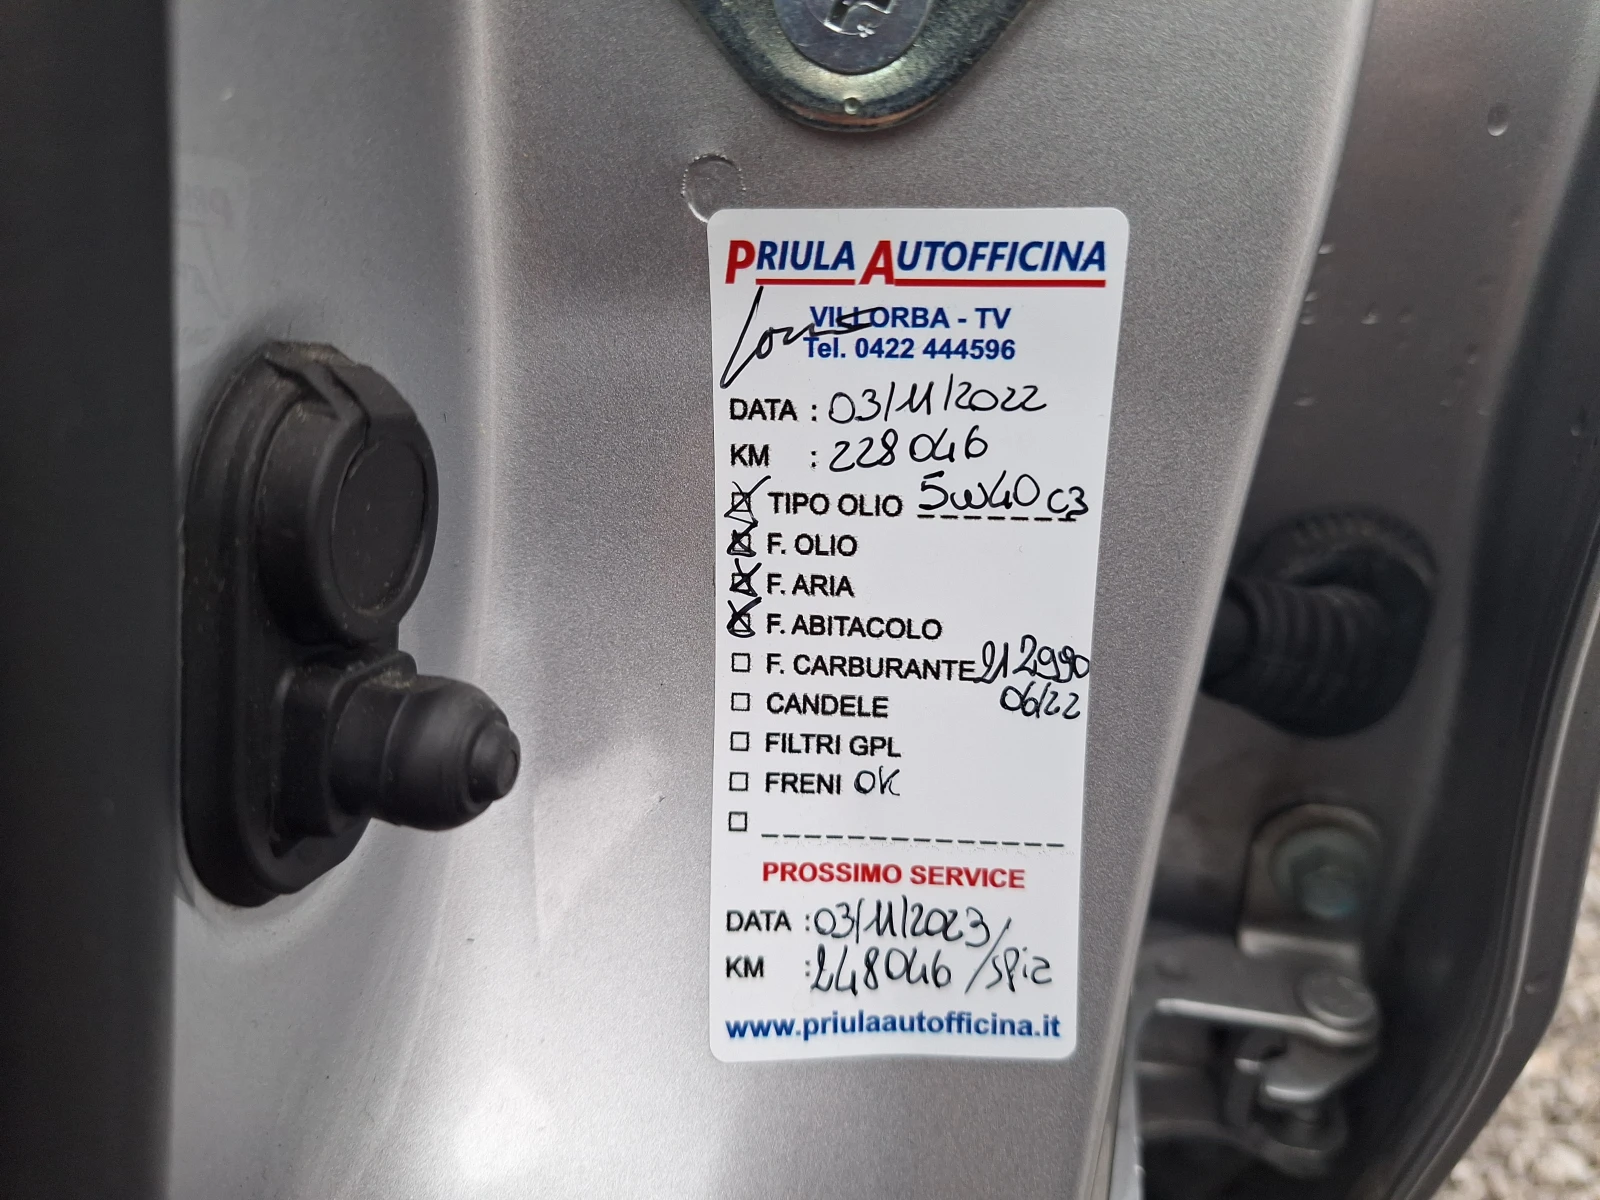 PRIULA AUTOFFICINA
VILLORBA - TV
Tel. 0422 444596
DATA : 03/11/2022
KM : 228046
TIPO OLIO 5W40 C3
F. OLIO
F. ARIA
F. ABITACOLO
F. CARBURANTE 212990
CANDELE 06/22
FILTRI GPL
FRENI OK
PROSSIMO SERVICE
DATA : 03/11/2023/
KM : 248046 /spia
www.priulaautofficina.it